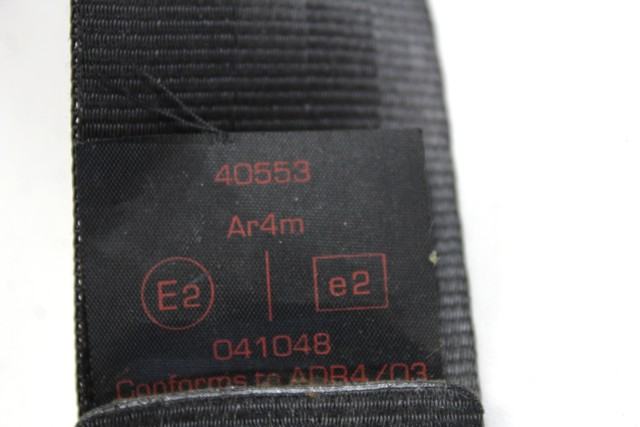 40553
Ar4m
E2 | e2
041048
Conforms to ADR4/03